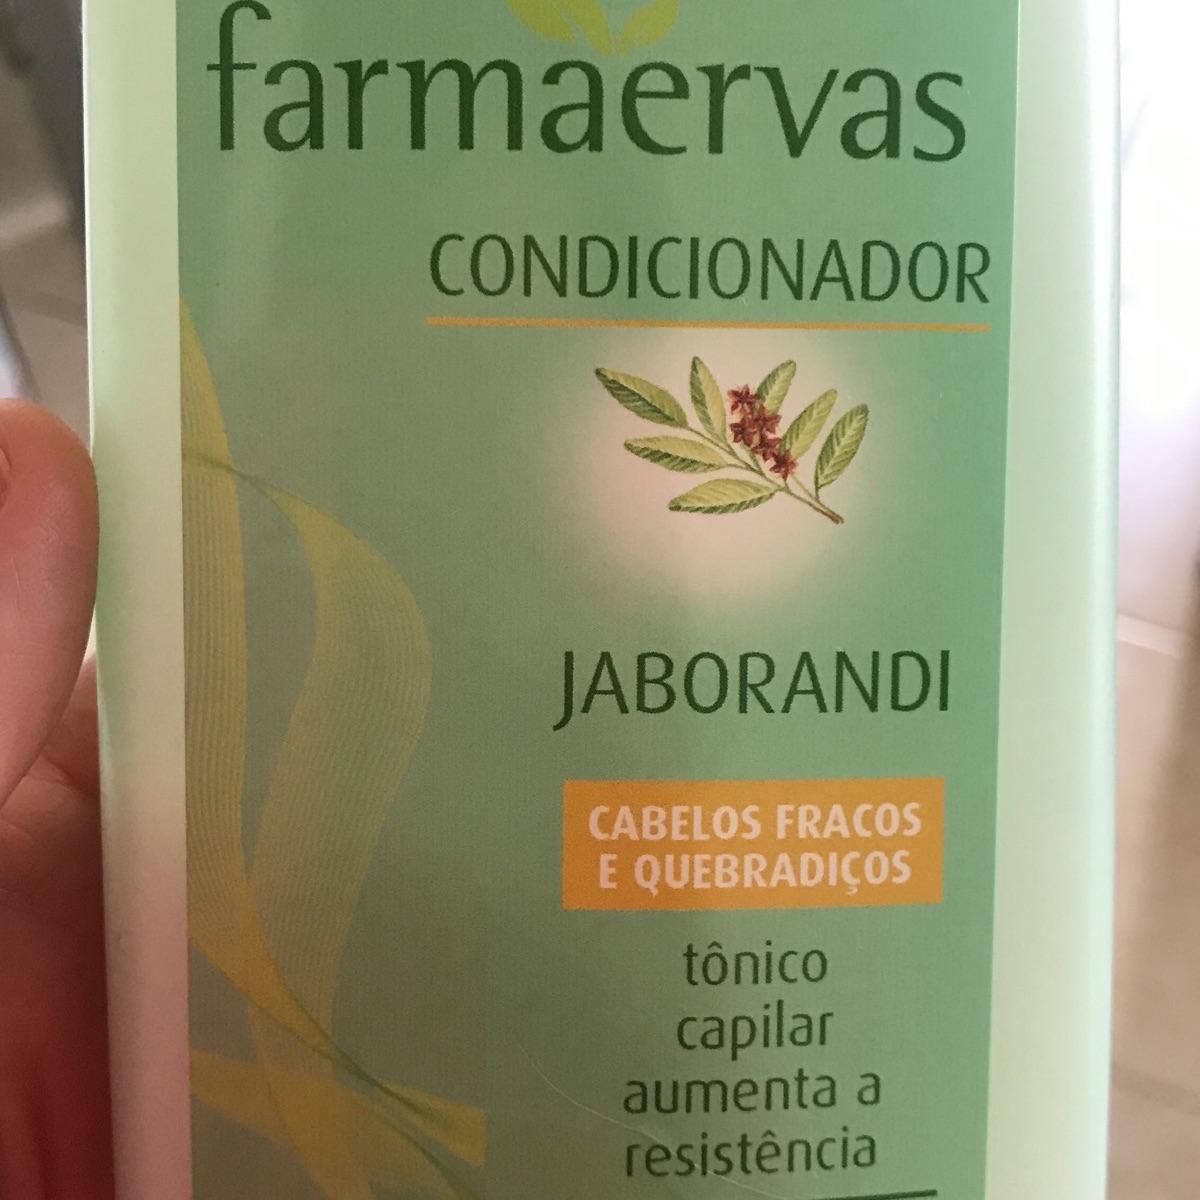 farmaervas
CONDICIONADOR
JABORANDI
CABELOS FRACOS
E QUEBRADIÇOS
tônico
capilar
aumenta a
resistência